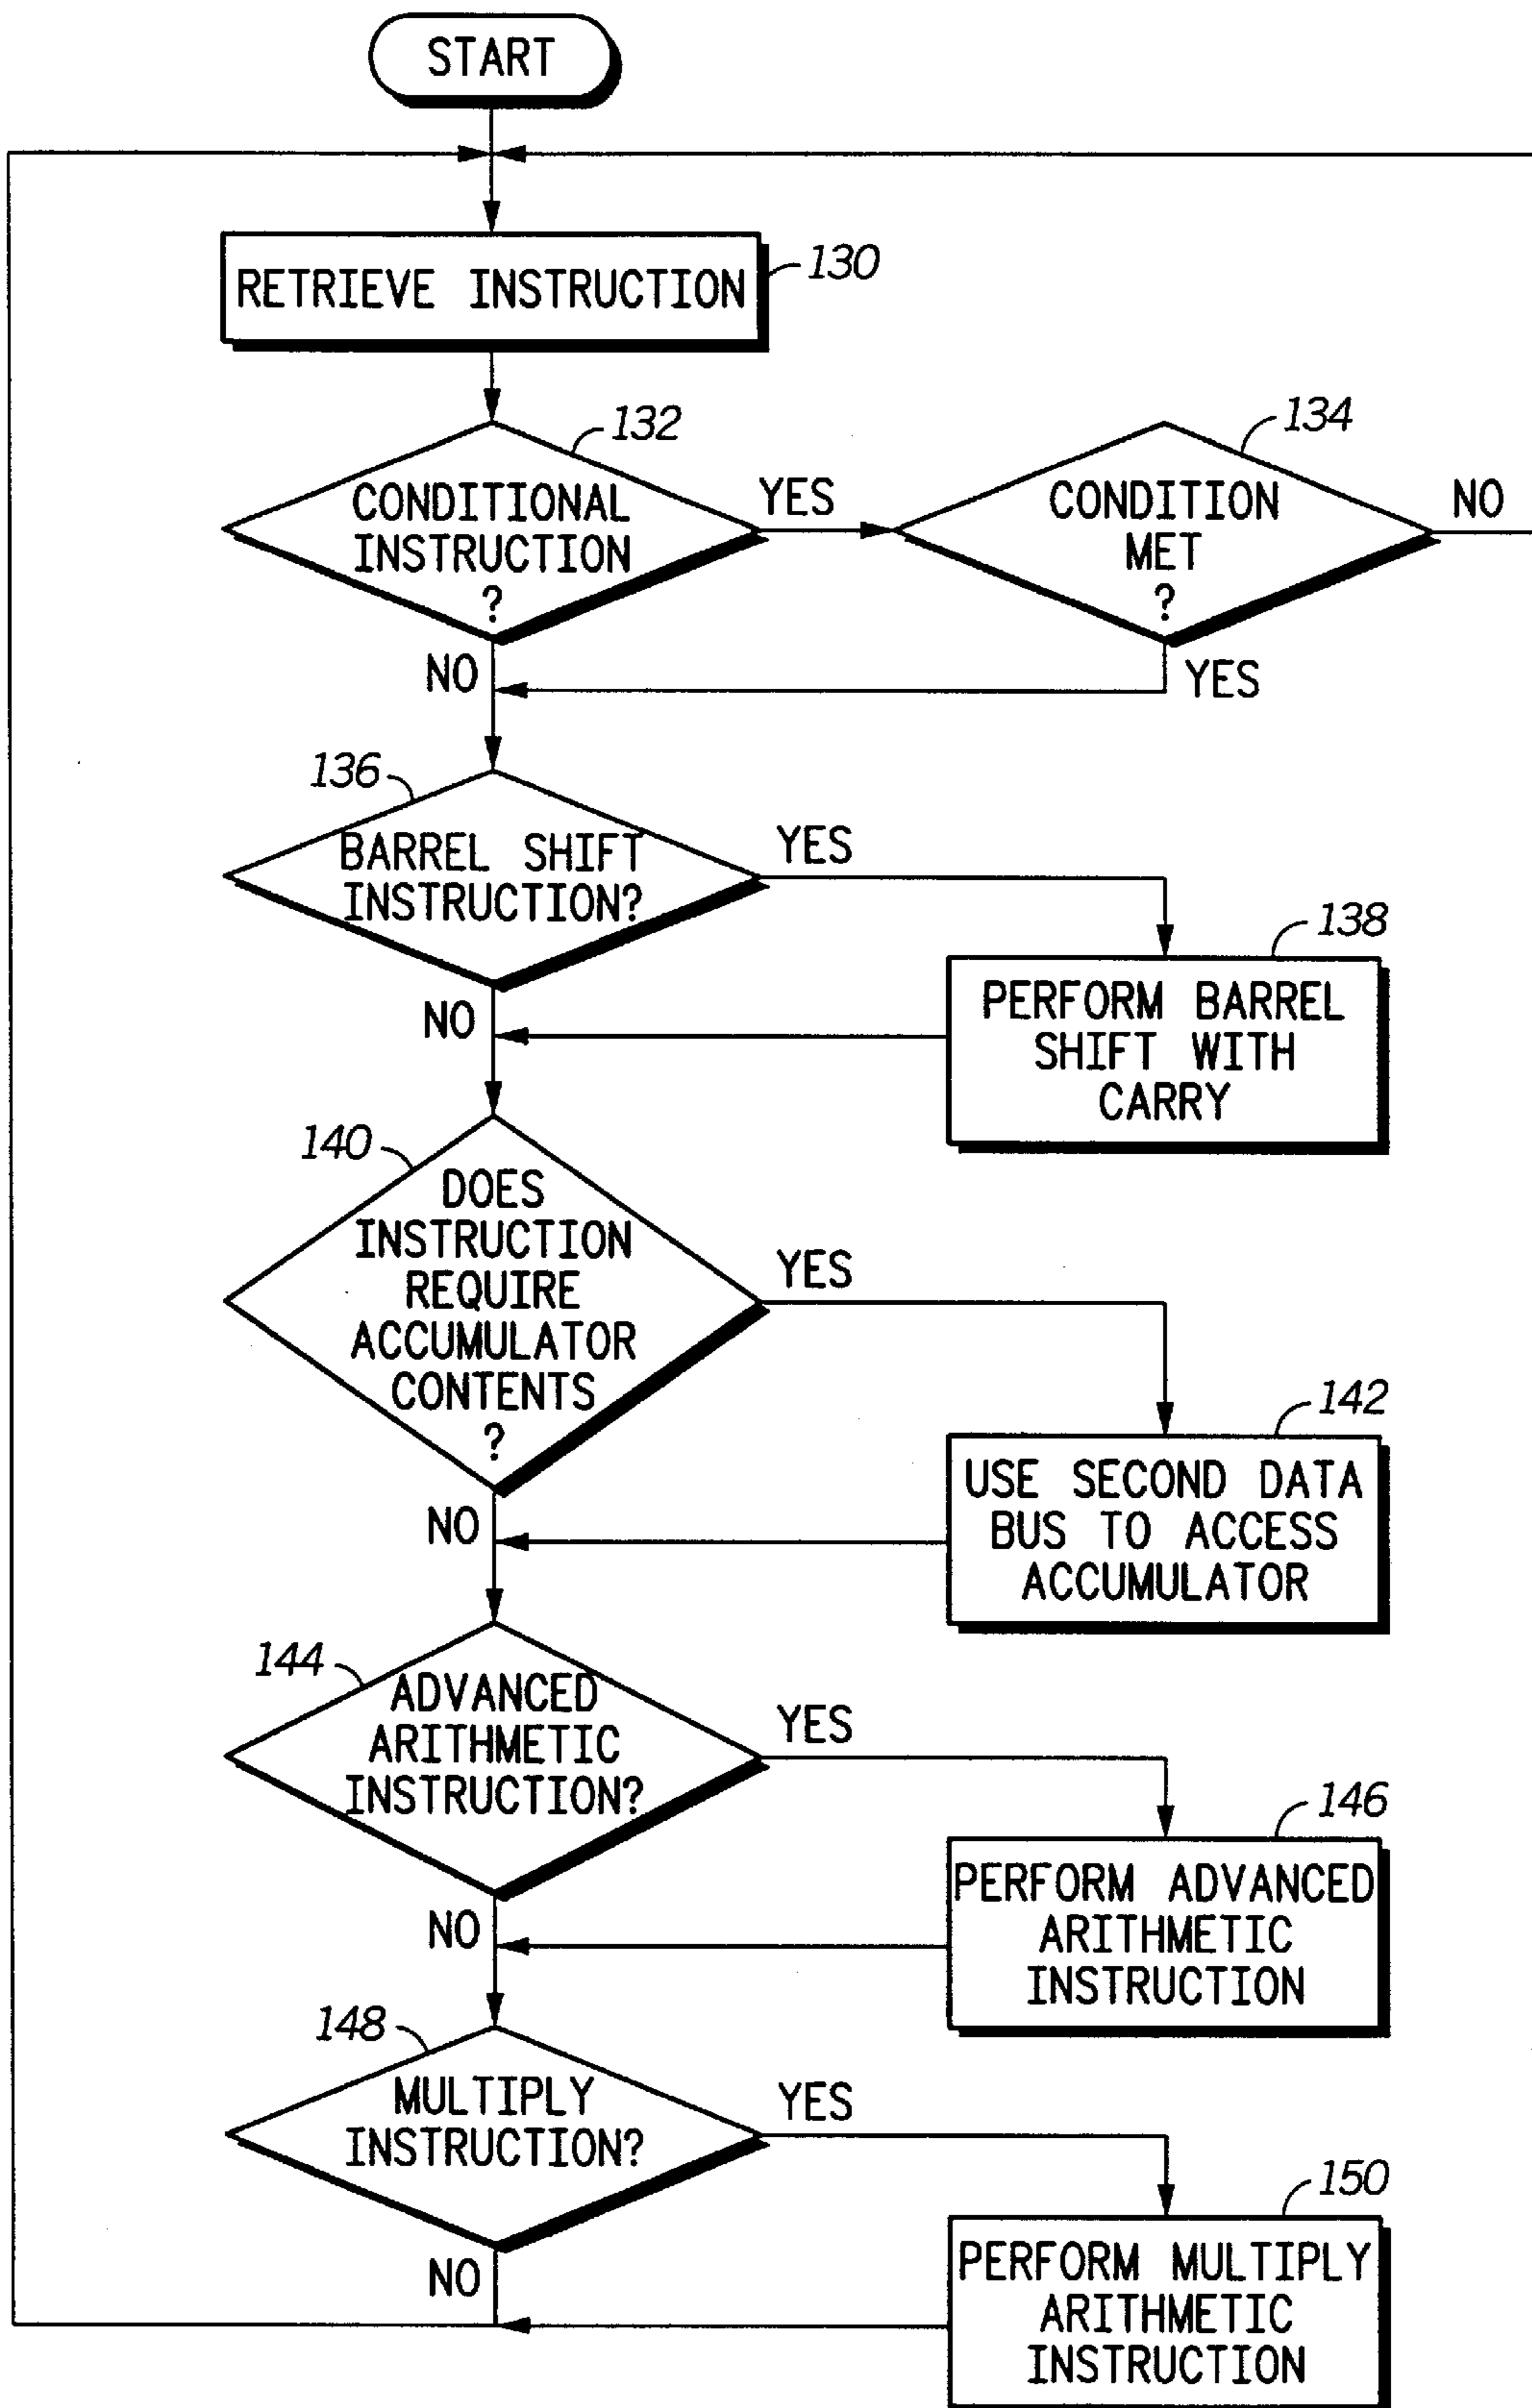 START
RETRIEVE INSTRUCTION
130
132
CONDITIONAL
INSTRUCTION
?
YES
134
CONDITION
MET
?
NO
NO
YES
136
BARREL SHIFT
INSTRUCTION?
YES
138
PERFORM BARREL
SHIFT WITH
CARRY
NO
140
DOES
INSTRUCTION
REQUIRE
ACCUMULATOR
CONTENTS
?
YES
142
USE SECOND DATA
BUS TO ACCESS
ACCUMULATOR
NO
144
ADVANCED
ARITHMETIC
INSTRUCTION?
YES
146
PERFORM ADVANCED
ARITHMETIC
INSTRUCTION
NO
148
MULTIPLY
INSTRUCTION?
YES
150
PERFORM MULTIPLY
ARITHMETIC
INSTRUCTION
NO